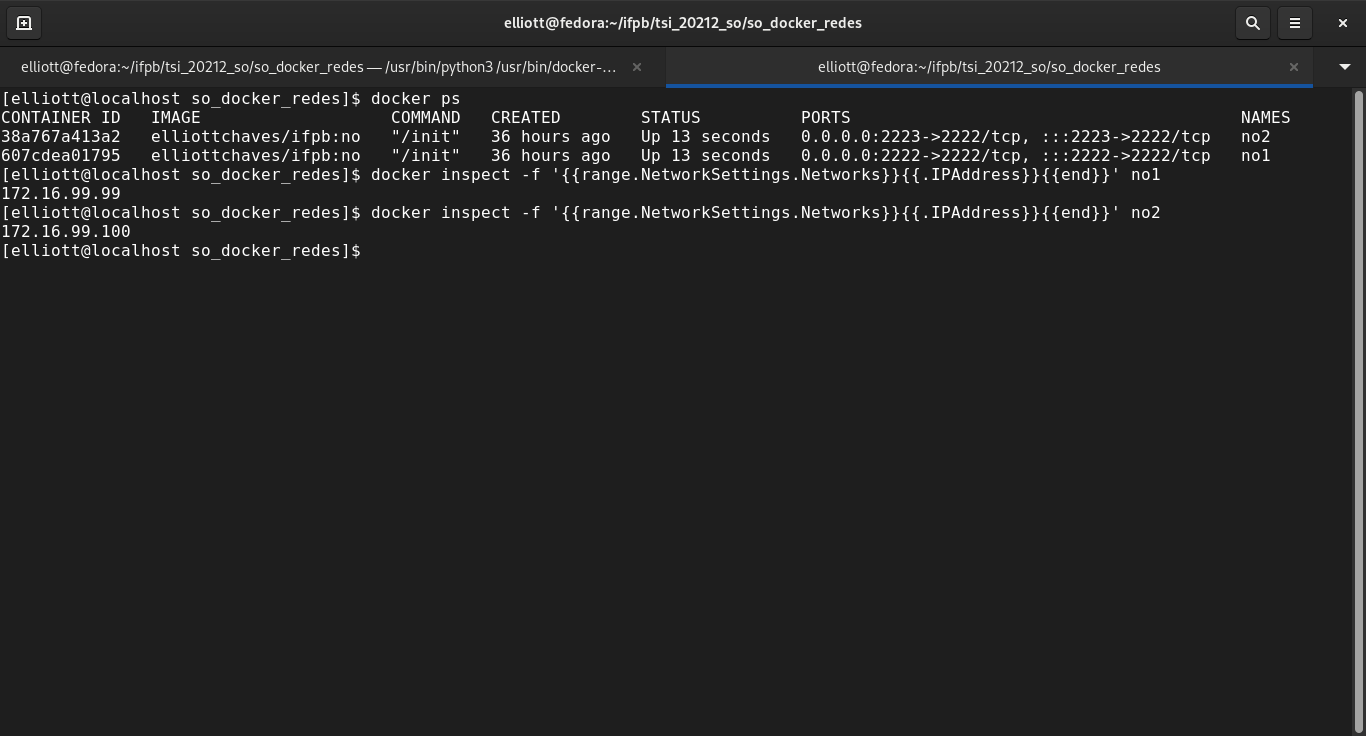 elliott@fedora:~/ifpb/tsi_20212_so/so_docker_redes
elliott@fedora:~/ifpb/tsi_20212_so/so_docker_redes — /usr/bin/python3 /usr/bin/docker-...
elliott@fedora:~/ifpb/tsi_20212_so/so_docker_redes
[elliott@localhost so_docker_redes]$ docker ps
CONTAINER ID   IMAGE                   COMMAND   CREATED        STATUS          PORTS                                       NAMES
38a767a413a2   elliottchaves/ifpb:no   "/init"   36 hours ago   Up 13 seconds   0.0.0.0:2223->2222/tcp, :::2223->2222/tcp   no2
607cdea01795   elliottchaves/ifpb:no   "/init"   36 hours ago   Up 13 seconds   0.0.0.0:2222->2222/tcp, :::2222->2222/tcp   no1
[elliott@localhost so_docker_redes]$ docker inspect -f '{{range.NetworkSettings.Networks}}{{.IPAddress}}{{end}}' no1
172.16.99.99
[elliott@localhost so_docker_redes]$ docker inspect -f '{{range.NetworkSettings.Networks}}{{.IPAddress}}{{end}}' no2
172.16.99.100
[elliott@localhost so_docker_redes]$